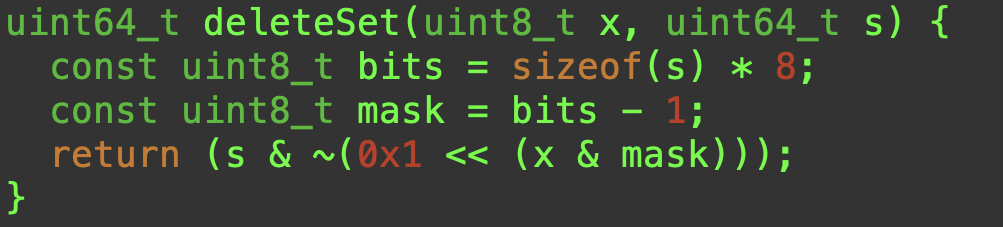 uint64_t deleteSet(uint8_t x, uint64_t s) {
  const uint8_t bits = sizeof(s) * 8;
  const uint8_t mask = bits - 1;
  return (s & ~(0x1 << (x & mask)));
}